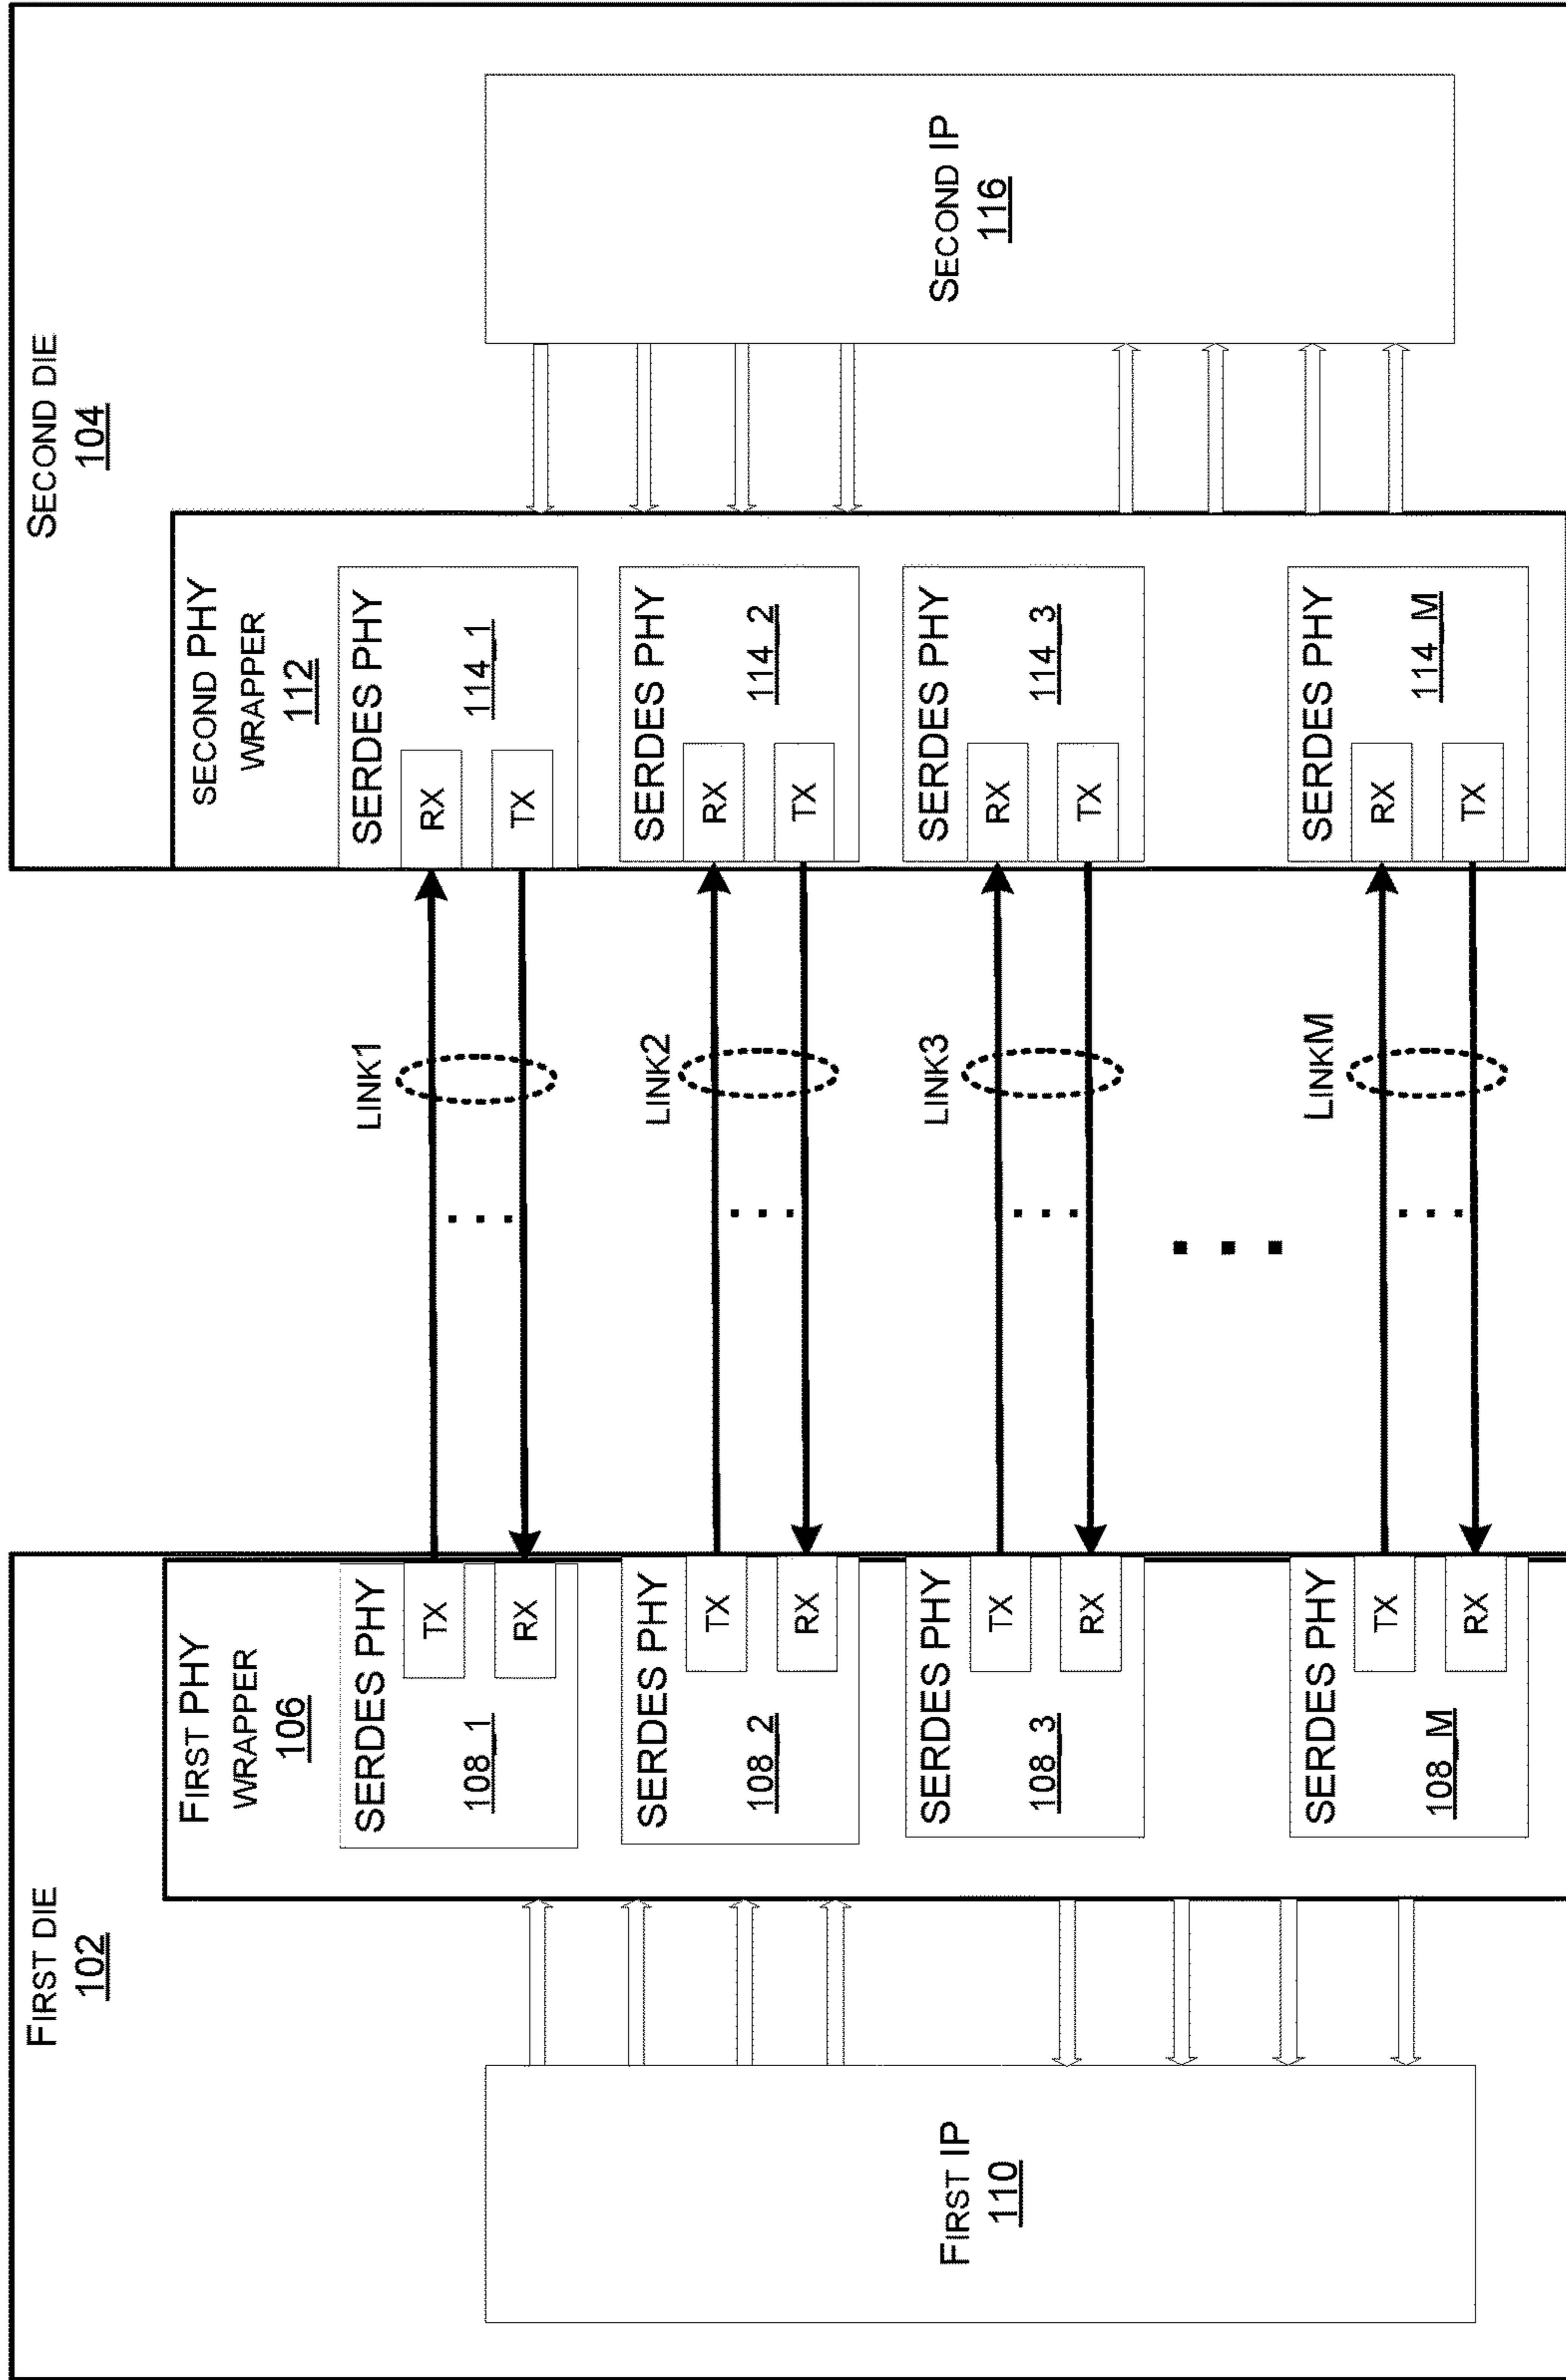 FIRST DIE
102
FIRST PHY
WRAPPER
106
SERDES PHY
TX
RX
108_1
SERDES PHY
TX
RX
108_2
SERDES PHY
TX
RX
108_3
SERDES PHY
TX
RX
108_M
FIRST IP
110
LINK1
...
LINK2
...
LINK3
...
...
LINKM
...
SECOND DIE
104
SECOND PHY
WRAPPER
112
SERDES PHY
RX
TX
114_1
SERDES PHY
RX
TX
114_2
SERDES PHY
RX
TX
114_3
SERDES PHY
RX
TX
114_M
SECOND IP
116